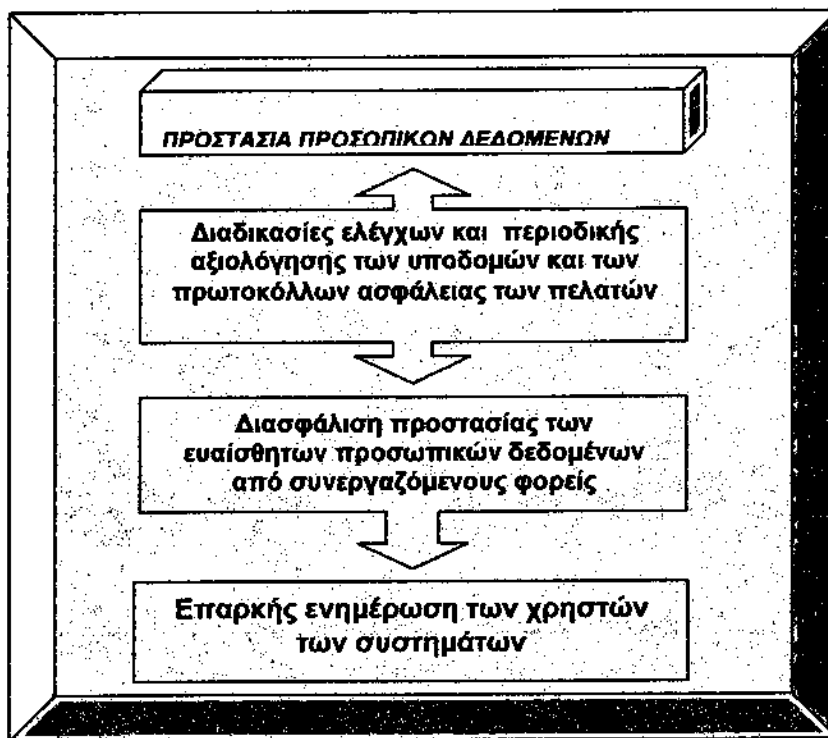 ΠΡΟΣΤΑΣΙΑ ΠΡΟΣΟΠΙΚΩΝ ΔΕΔΟΜΕΝΩΝ
Διαδικασίες ελέγχων και περιοδικής
αξιολόγησης των υποδομών και των
πρωτοκόλλων ασφάλειας των πελατών
Διασφάλιση προστασίας των
ευαίσθητων προσωπικών δεδομένων
από συνεργαζόμενους φορείς
Επαρκής ενημέρωση των χρηστών
των συστημάτων